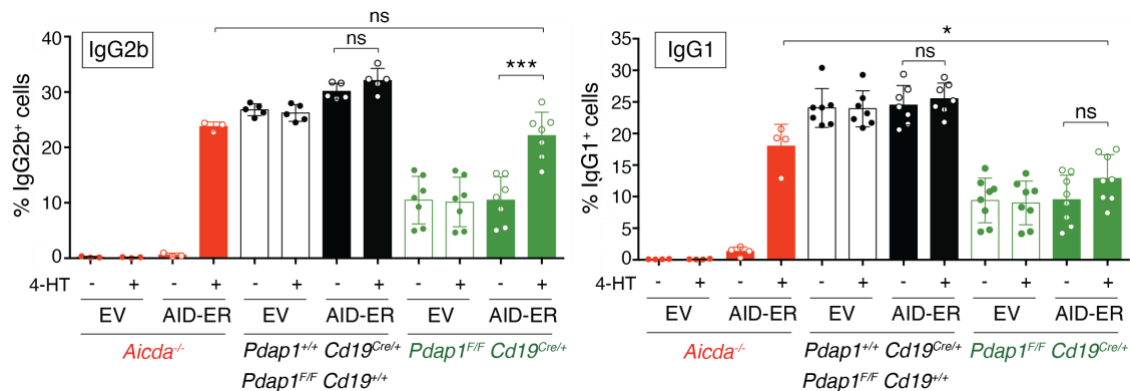 IgG2b
ns
ns
***
% IgG2b⁺ cells
30
20
10
0
4-HT - + - + - + - + - + - +
EV AID-ER EV AID-ER EV AID-ER
Aicda⁻/⁻ Pdap1⁺/⁺ Cd19Cre/⁺ Pdap1F/F Cd19Cre/⁺
Pdap1F/F Cd19⁺/⁺
IgG1
*
ns
ns
% IgG1⁺ cells
40
35
30
25
20
15
10
5
0
4-HT - + - + - + - + - + - +
EV AID-ER EV AID-ER EV AID-ER
Aicda⁻/⁻ Pdap1⁺/⁺ Cd19Cre/⁺ Pdap1F/F Cd19Cre/⁺
Pdap1F/F Cd19⁺/⁺